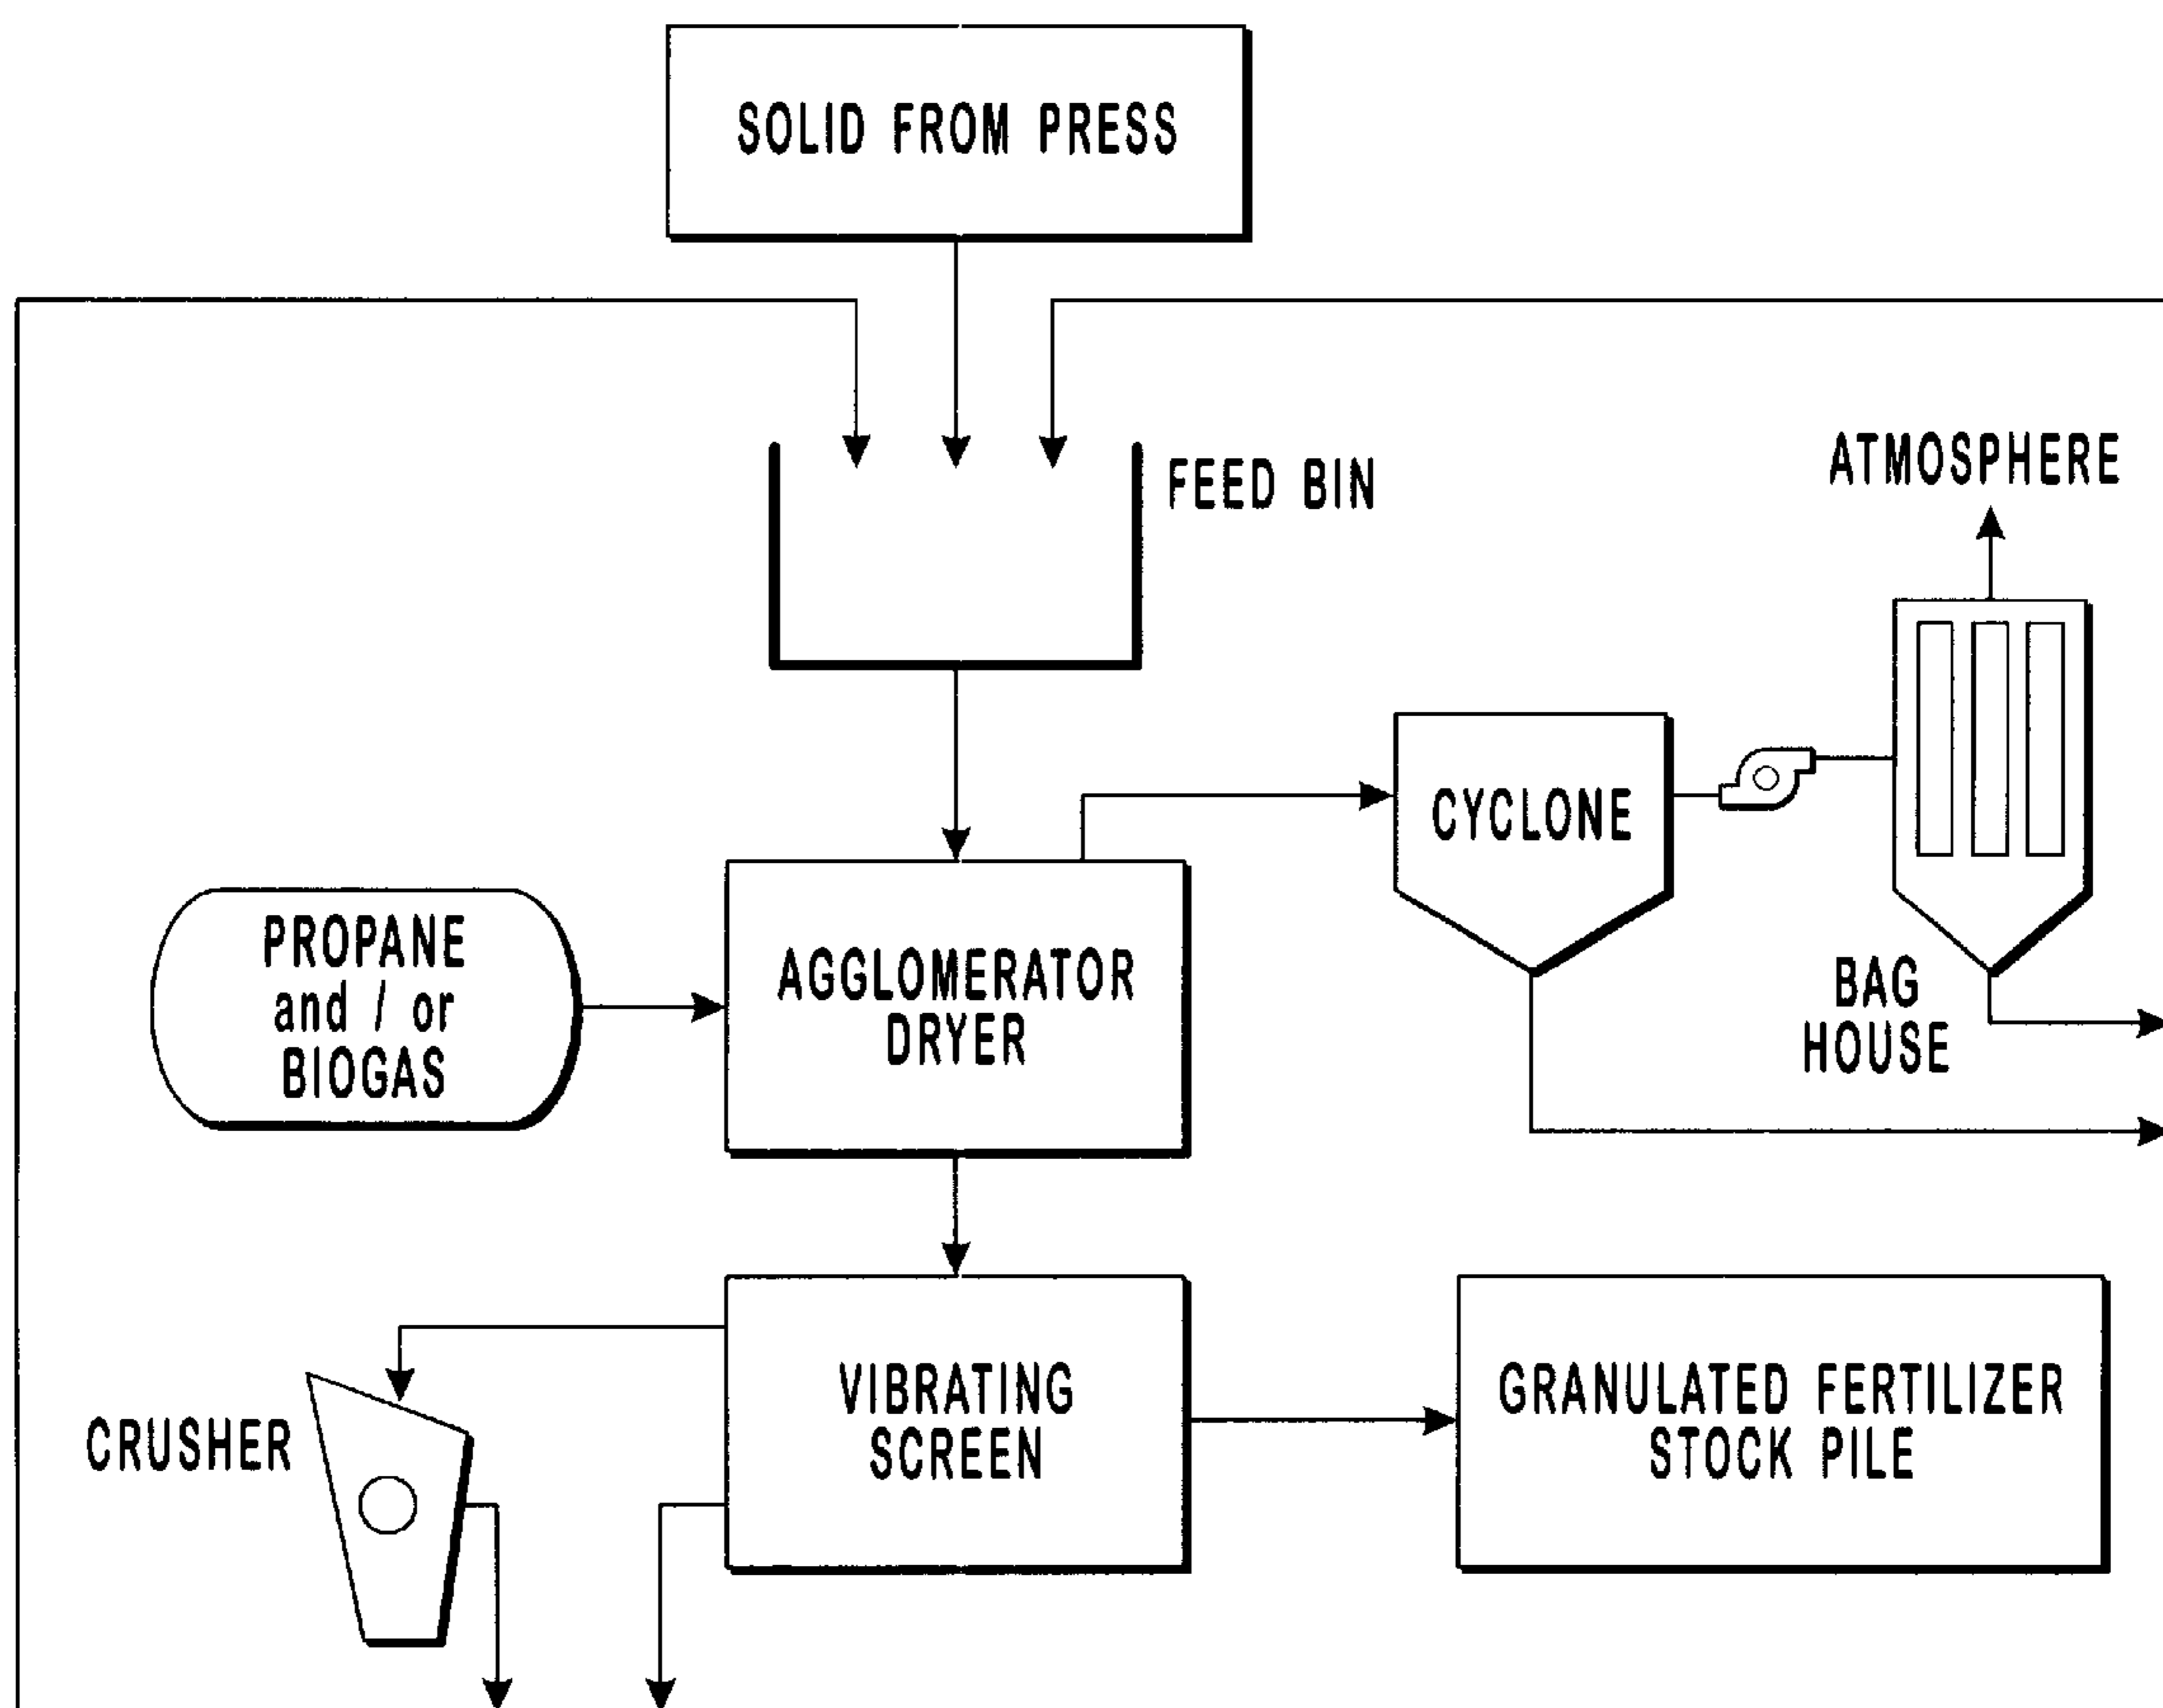 SOLID FROM PRESS
FEED BIN
ATMOSPHERE
CYCLONE
PROPANE
and / or
BIOGAS
AGGLOMERATOR
DRYER
BAG
HOUSE
CRUSHER
VIBRATING
SCREEN
GRANULATED FERTILIZER
STOCK PILE